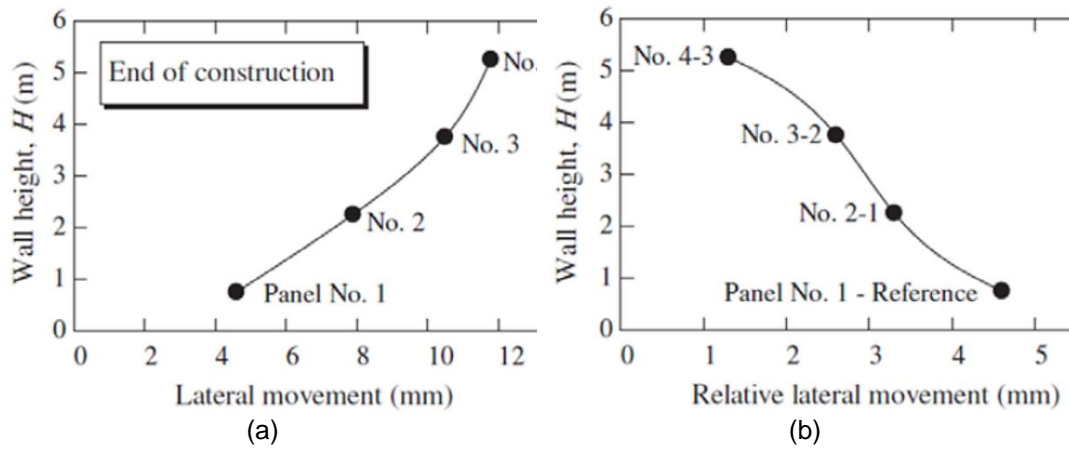 6
5
4
3
2
1
0
Wall height, H (m)
End of construction
No.
No. 3
No. 2
Panel No. 1
0 2 4 6 8 10 12
Lateral movement (mm)
(a)
6
5
4
3
2
1
0
Wall height, H (m)
No. 4-3
No. 3-2
No. 2-1
Panel No. 1 - Reference
0 1 2 3 4 5
Relative lateral movement (mm)
(b)